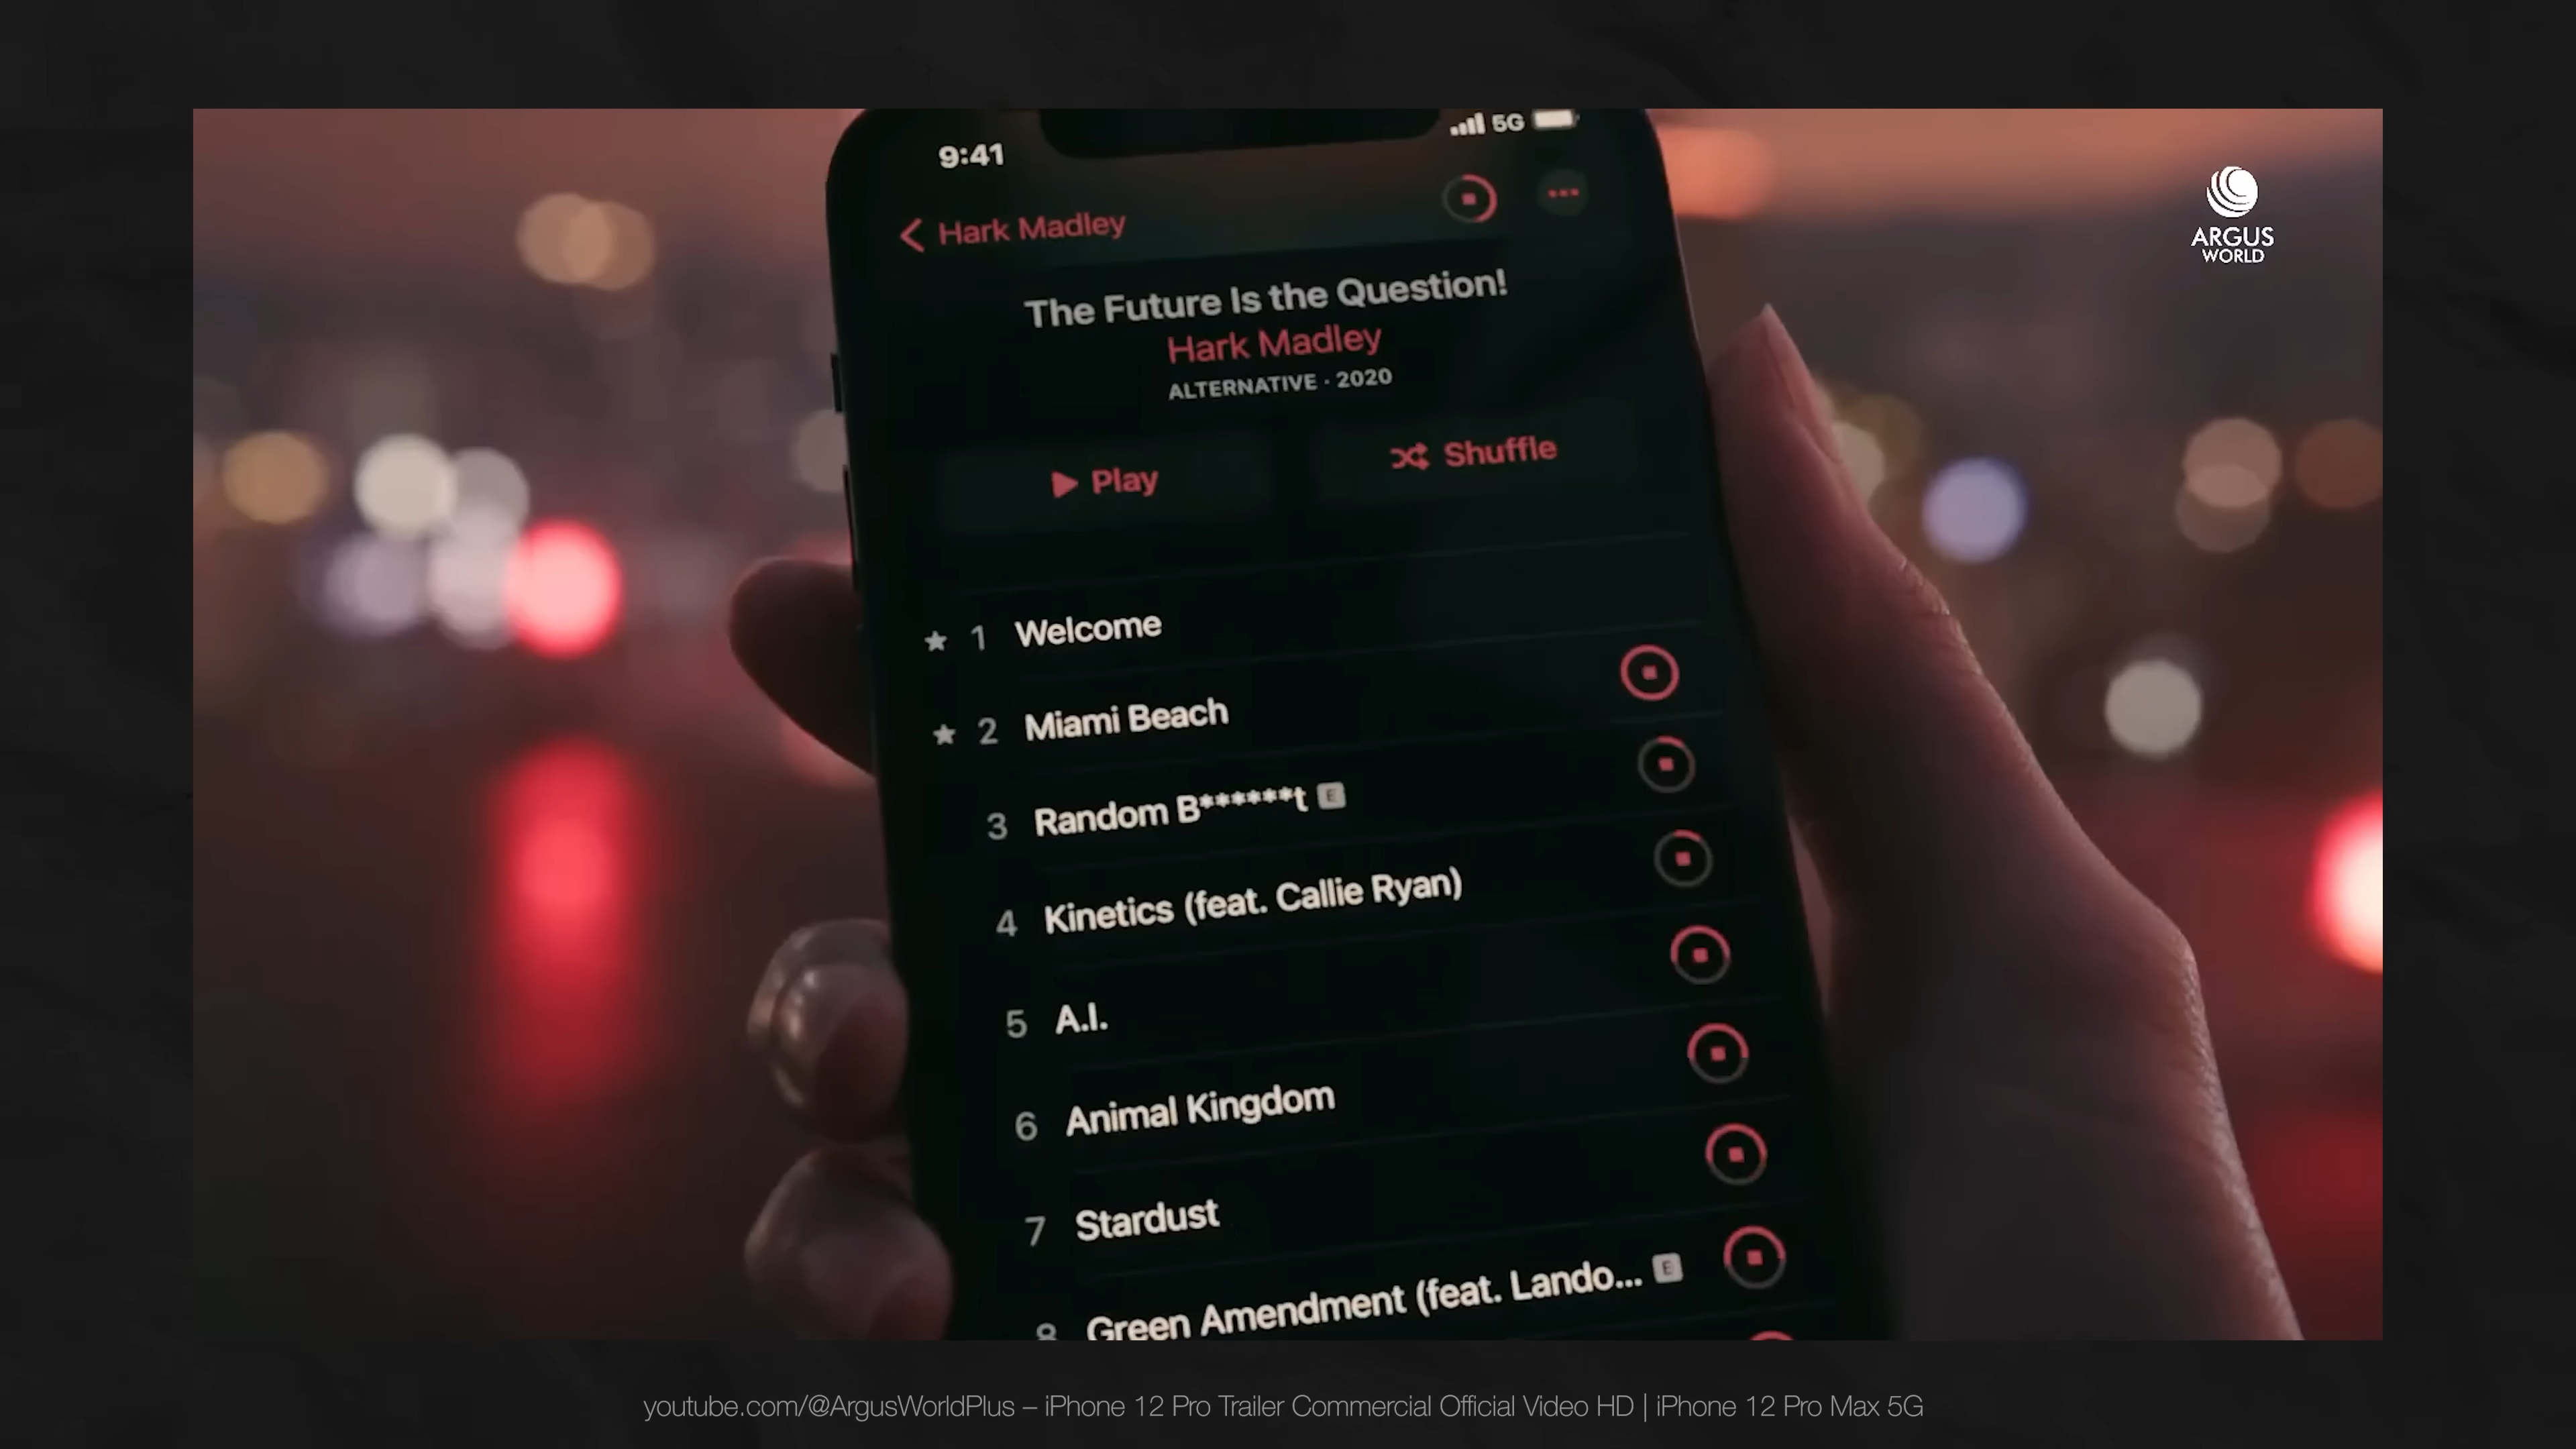 9:41
5G
ARGUS
WORLD
Hark Madley
The Future Is the Question!
Hark Madley
ALTERNATIVE · 2020
Play
Shuffle
★ 1 Welcome
★ 2 Miami Beach
3 Random B******t E
4 Kinetics (feat. Callie Ryan)
5 A.I.
6 Animal Kingdom
7 Stardust
8 Green Amendment (feat. Lando... E
youtube.com/@ArgusWorldPlus – iPhone 12 Pro Trailer Commercial Official Video HD | iPhone 12 Pro Max 5G